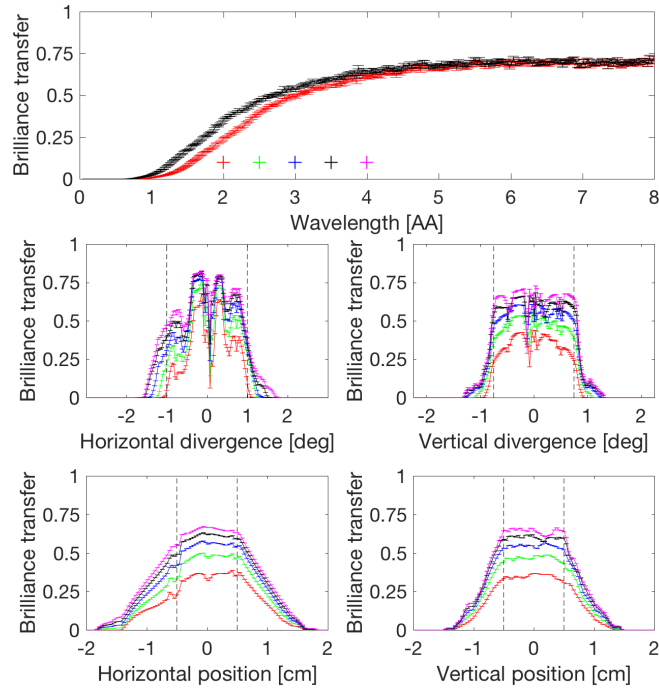 Brilliance transfer
1
0.75
0.5
0.25
0
0 1 2 3 4 5 6 7 8
Wavelength [AA]
Brilliance transfer
1
0.75
0.5
0.25
0
-2 -1 0 1 2
Horizontal divergence [deg]
Brilliance transfer
1
0.75
0.5
0.25
0
-2 -1 0 1 2
Vertical divergence [deg]
Brilliance transfer
1
0.75
0.5
0.25
0
-2 -1 0 1 2
Horizontal position [cm]
Brilliance transfer
1
0.75
0.5
0.25
0
-2 -1 0 1 2
Vertical position [cm]